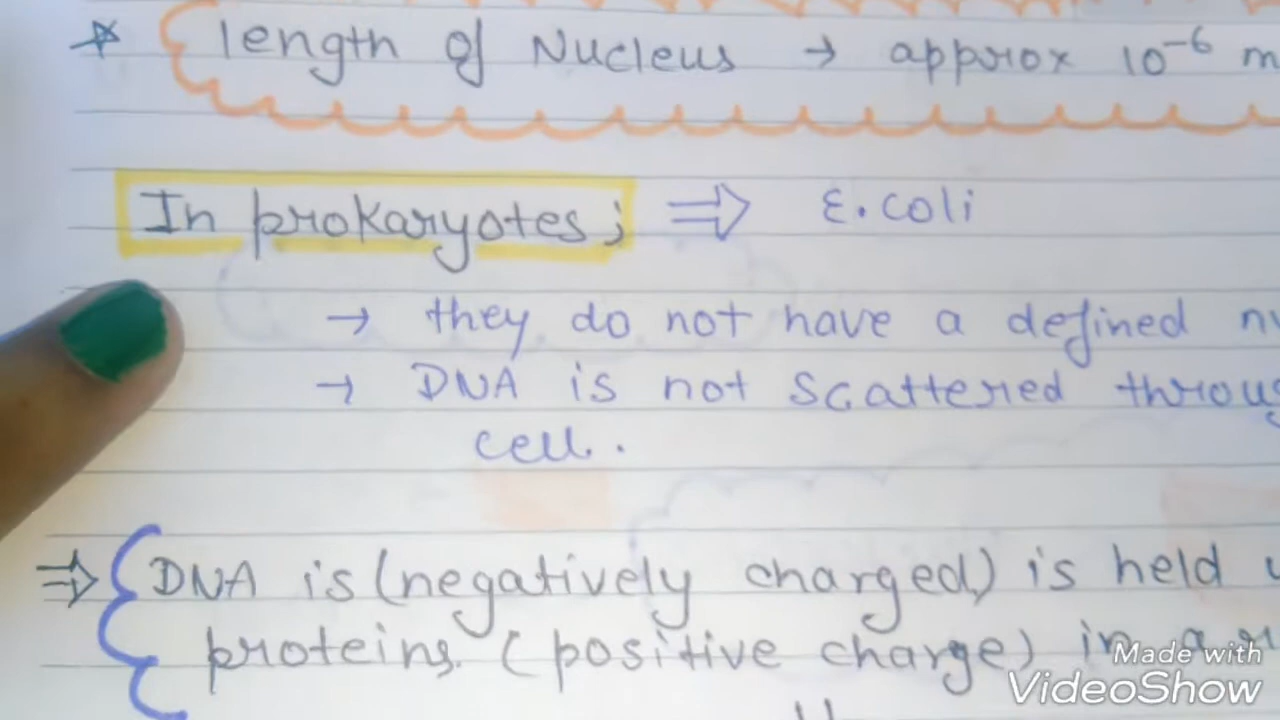 ☆ length of Nucleus → approx 10⁻⁶ m
In prokaryotes; ⇒ E.coli
→ they do not have a defined
→ DNA is not scattered
cell.
⇒ DNA is (negatively charged) is held
proteins. (positive charge) in a
Made with
VideoShow